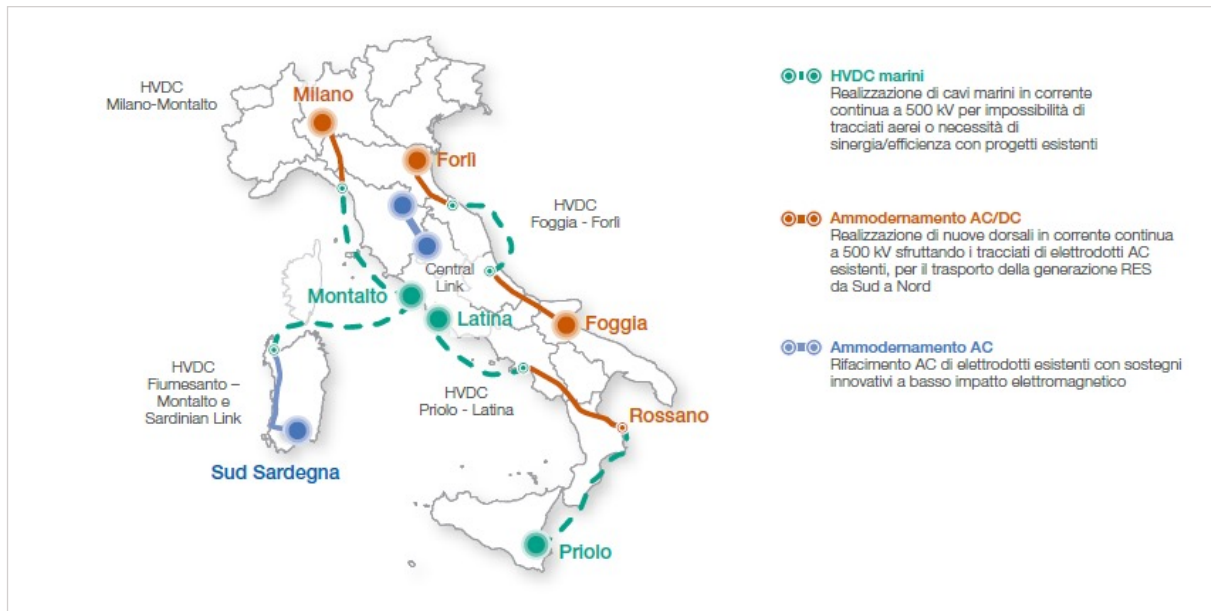 HVDC
Milano-Montalto
Milano
Forlì
HVDC
Foggia - Forlì
Central
Link
Montalto
Latina
Foggia
HVDC
Fiumesanto –
Montalto e
Sardinian Link
HVDC
Priolo - Latina
Rossano
Sud Sardegna
Priolo
HVDC marini
Realizzazione di cavi marini in corrente
continua a 500 kV per impossibilità di
tracciati aerei o necessità di
sinergia/efficienza con progetti esistenti
Ammodernamento AC/DC
Realizzazione di nuove dorsali in corrente continua
a 500 kV sfruttando i tracciati di elettrodotti AC
esistenti, per il trasporto della generazione RES
da Sud a Nord
Ammodernamento AC
Rifacimento AC di elettrodotti esistenti con sostegni
innovativi a basso impatto elettromagnetico